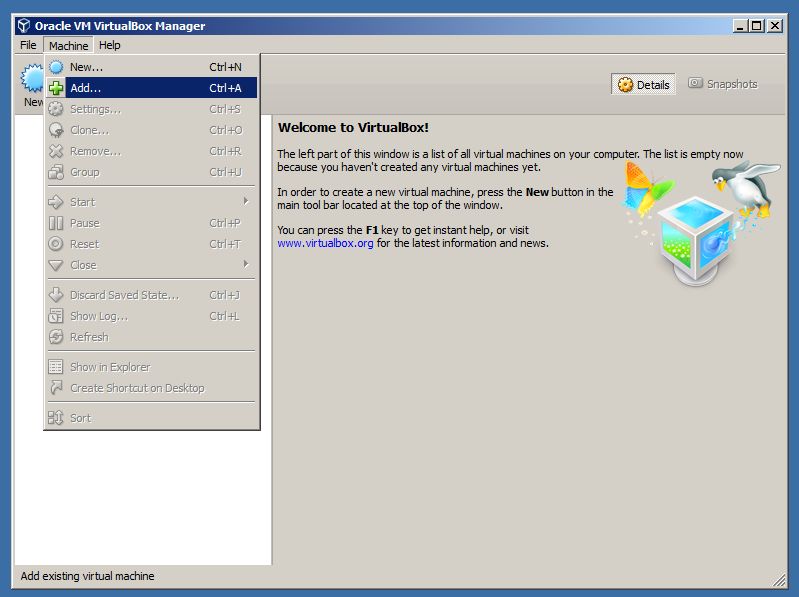 Oracle VM VirtualBox Manager
File Machine Help
New... Ctrl+N
Add... Ctrl+A
Settings... Ctrl+S
Clone... Ctrl+O
Remove... Ctrl+R
Group Ctrl+U
Start
Pause Ctrl+P
Reset Ctrl+T
Close
Discard Saved State... Ctrl+J
Show Log... Ctrl+L
Refresh
Show in Explorer
Create Shortcut on Desktop
Sort
New
Details Snapshots
Welcome to VirtualBox!
The left part of this window is a list of all virtual machines on your computer. The list is empty now
because you haven't created any virtual machines yet.
In order to create a new virtual machine, press the New button in the
main tool bar located at the top of the window.
You can press the F1 key to get instant help, or visit
www.virtualbox.org for the latest information and news.
Add existing virtual machine